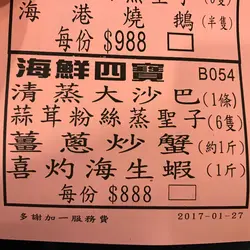 海港燒鵝(半隻)
每份 $988
海鮮四寶 B054
清蒸大沙巴(1條)
蒜茸粉絲蒸聖子(6隻)
薑蔥炒蟹(約1斤)
喜灼海生蝦(1斤)
每份 $888
多謝加一服務費 2017-01-27